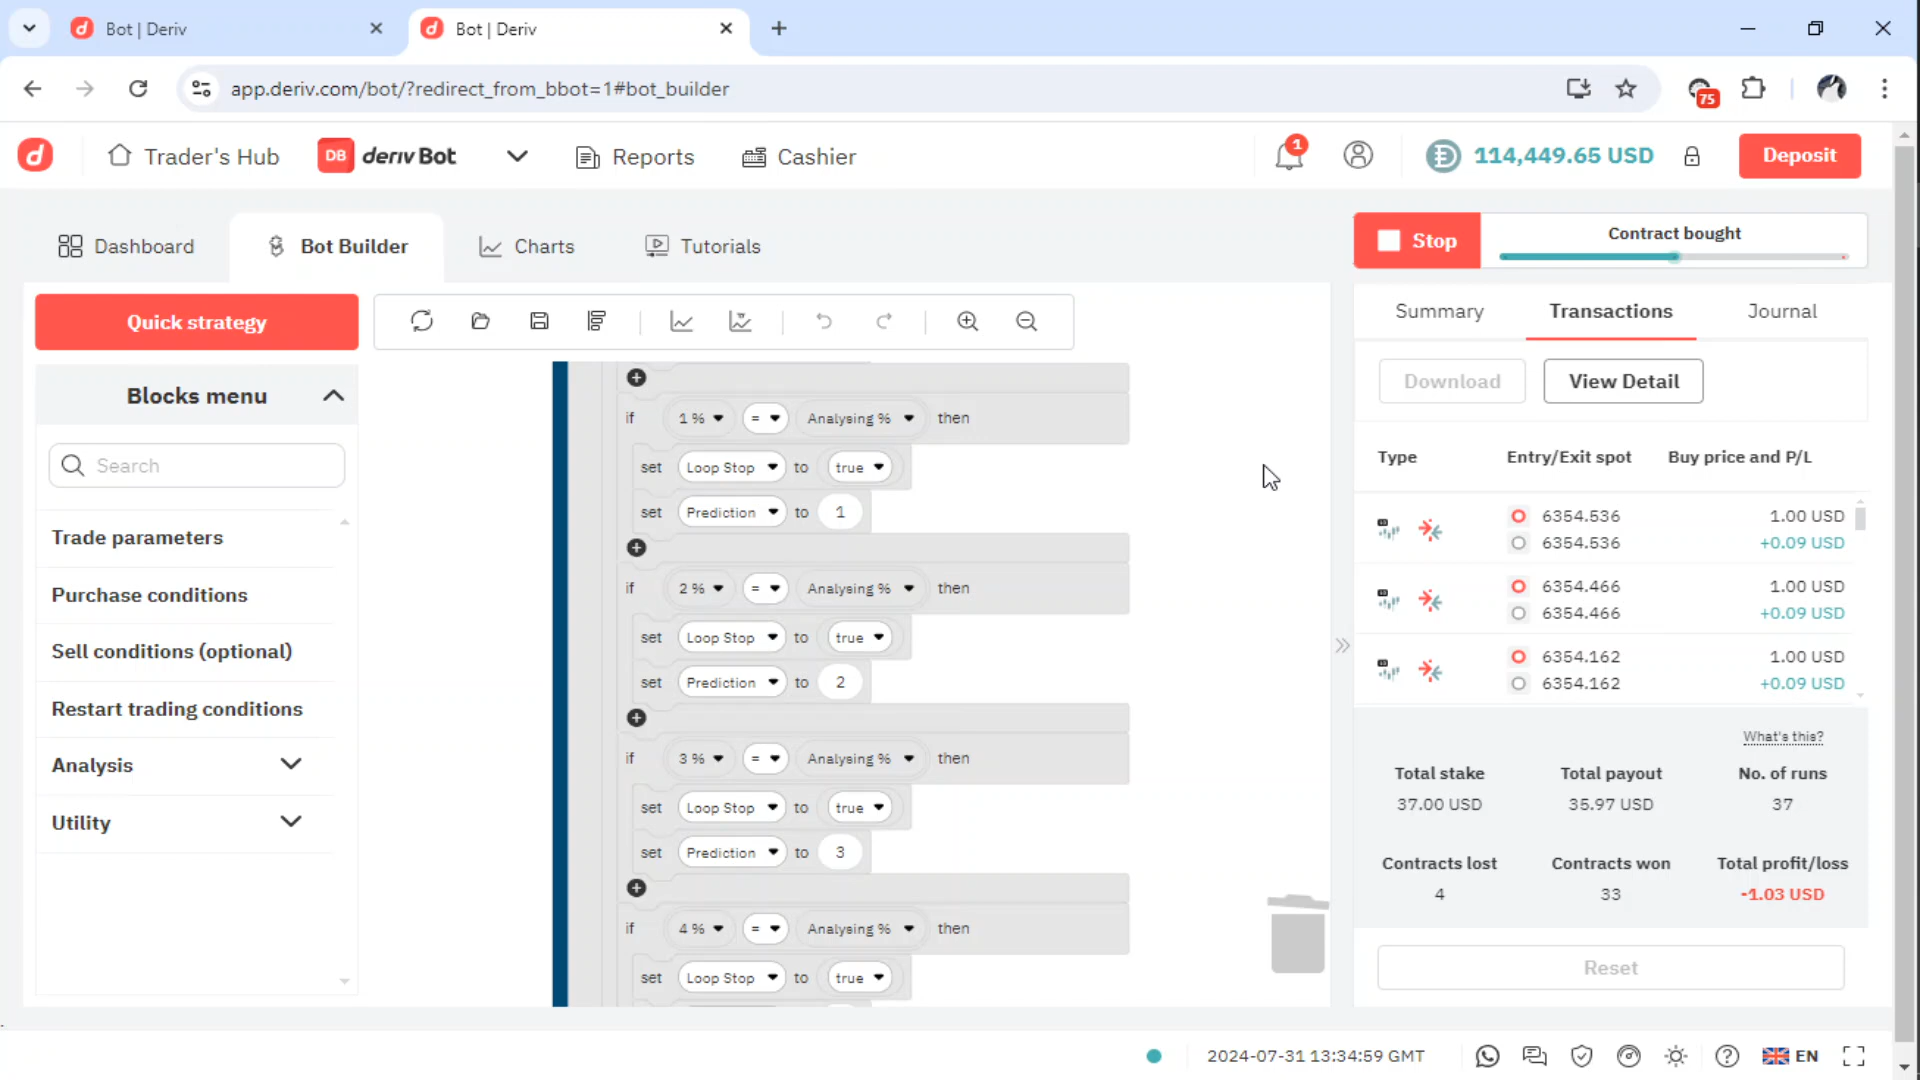 Bot | Deriv
Bot | Deriv
app.deriv.com/bot/?redirect_from_bbot=1#bot_builder
75
Trader's Hub
DB deriv Bot
Reports
Cashier
1
114,449.65 USD
Deposit
Dashboard
Bot Builder
Charts
Tutorials
Stop
Contract bought
Quick strategy
Blocks menu
Search
Trade parameters
Purchase conditions
Sell conditions (optional)
Restart trading conditions
Analysis
Utility
if 1 % = Analysing % then
set Loop Stop to true
set Prediction to 1
if 2 % = Analysing % then
set Loop Stop to true
set Prediction to 2
if 3 % = Analysing % then
set Loop Stop to true
set Prediction to 3
if 4 % = Analysing % then
set Loop Stop to true
Summary
Transactions
Journal
Download
View Detail
Type Entry/Exit spot Buy price and P/L
6354.536 1.00 USD
6354.536 +0.09 USD
6354.466 1.00 USD
6354.466 +0.09 USD
6354.162 1.00 USD
6354.162 +0.09 USD
What's this?
Total stake Total payout No. of runs
37.00 USD 35.97 USD 37
Contracts lost Contracts won Total profit/loss
4 33 -1.03 USD
Reset
2024-07-31 13:34:59 GMT
EN